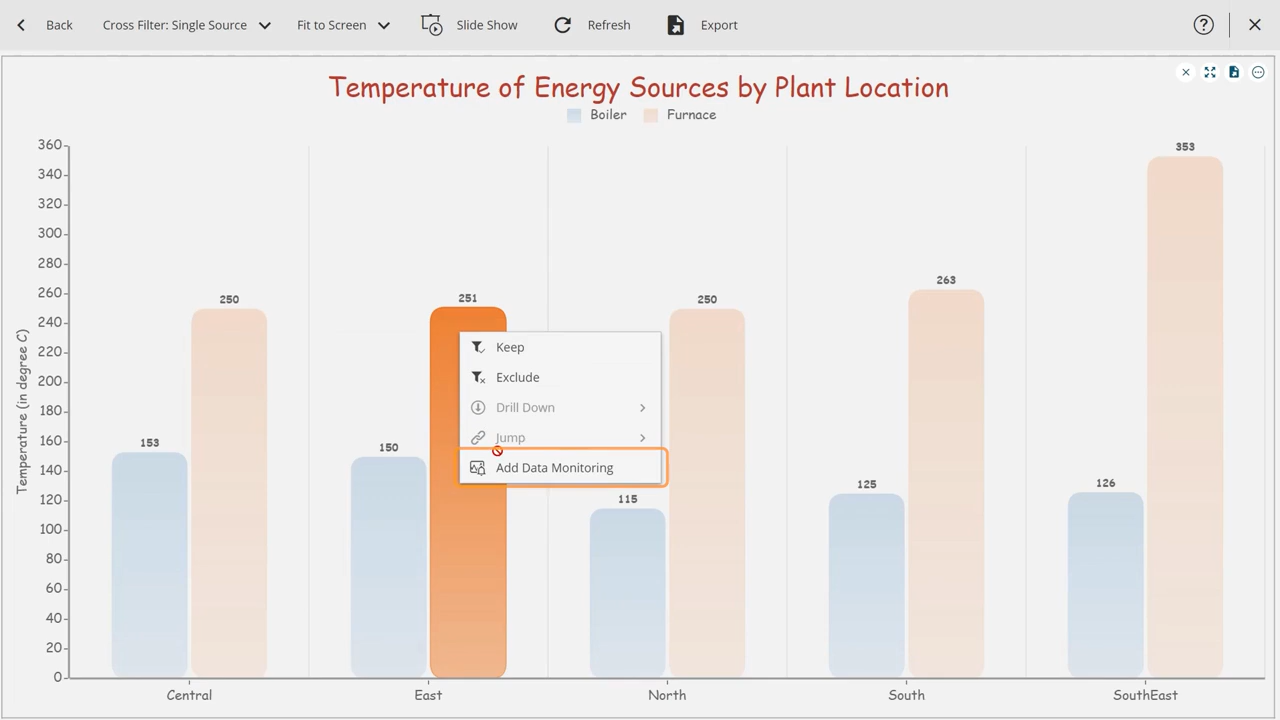 Back Cross Filter: Single Source Fit to Screen Slide Show Refresh Export
Temperature of Energy Sources by Plant Location
Boiler Furnace
Temperature (in degree C)
360
340
320
300
280
260
240
220
200
180
160
140
120
100
80
60
40
20
0
153
250
150
251
115
250
125
263
126
353
Keep
Exclude
Drill Down
Jump
Add Data Monitoring
Central East North South SouthEast